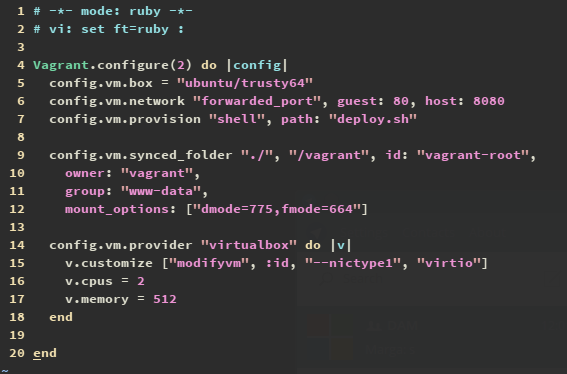 1 # -*- mode: ruby -*-
2 # vi: set ft=ruby :
3
4 Vagrant.configure(2) do |config|
5   config.vm.box = "ubuntu/trusty64"
6   config.vm.network "forwarded_port", guest: 80, host: 8080
7   config.vm.provision "shell", path: "deploy.sh"
8
9   config.vm.synced_folder "./", "/vagrant", id: "vagrant-root",
10     owner: "vagrant",
11     group: "www-data",
12     mount_options: ["dmode=775,fmode=664"]
13
14   config.vm.provider "virtualbox" do |v|
15     v.customize ["modifyvm", :id, "--nictype1", "virtio"]
16     v.cpus = 2
17     v.memory = 512
18   end
19
20 end
~